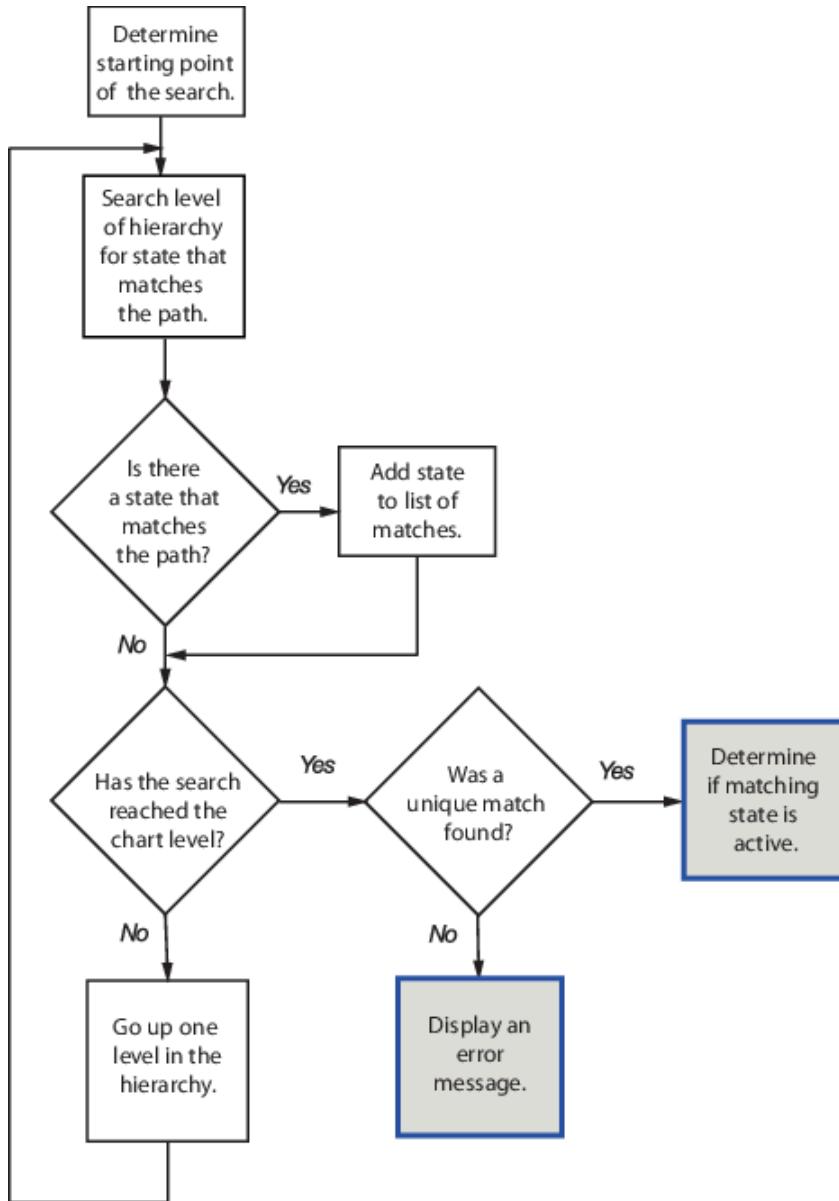 Determine
starting point
of the search.
Search level
of hierarchy
for state that
matches
the path.
Is there
a state that
matches
the path?
Yes
Add state
to list of
matches.
No
Has the search
reached the
chart level?
Yes
Was a
unique match
found?
Yes
Determine
if matching
state is
active.
No
Go up one
level in the
hierarchy.
No
Display an
error
message.